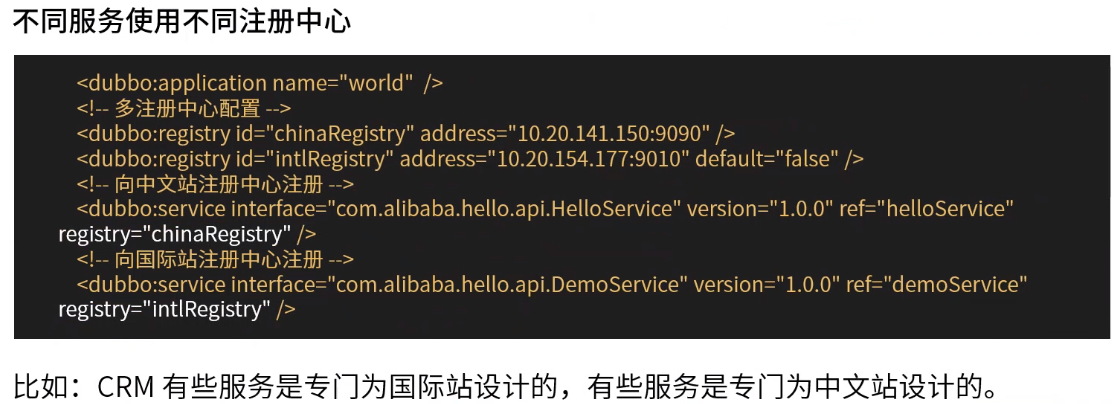 不同服务使用不同注册中心
<dubbo:application name="world"  />
<!-- 多注册中心配置 -->
<dubbo:registry id="chinaRegistry" address="10.20.141.150:9090" />
<dubbo:registry id="intlRegistry" address="10.20.154.177:9010" default="false" />
<!-- 向中文站注册中心注册 -->
<dubbo:service interface="com.alibaba.hello.api.HelloService" version="1.0.0" ref="helloService"
registry="chinaRegistry" />
<!-- 向国际站注册中心注册 -->
<dubbo:service interface="com.alibaba.hello.api.DemoService" version="1.0.0" ref="demoService"
registry="intlRegistry" />
比如：CRM 有些服务是专门为国际站设计的，有些服务是专门为中文站设计的。